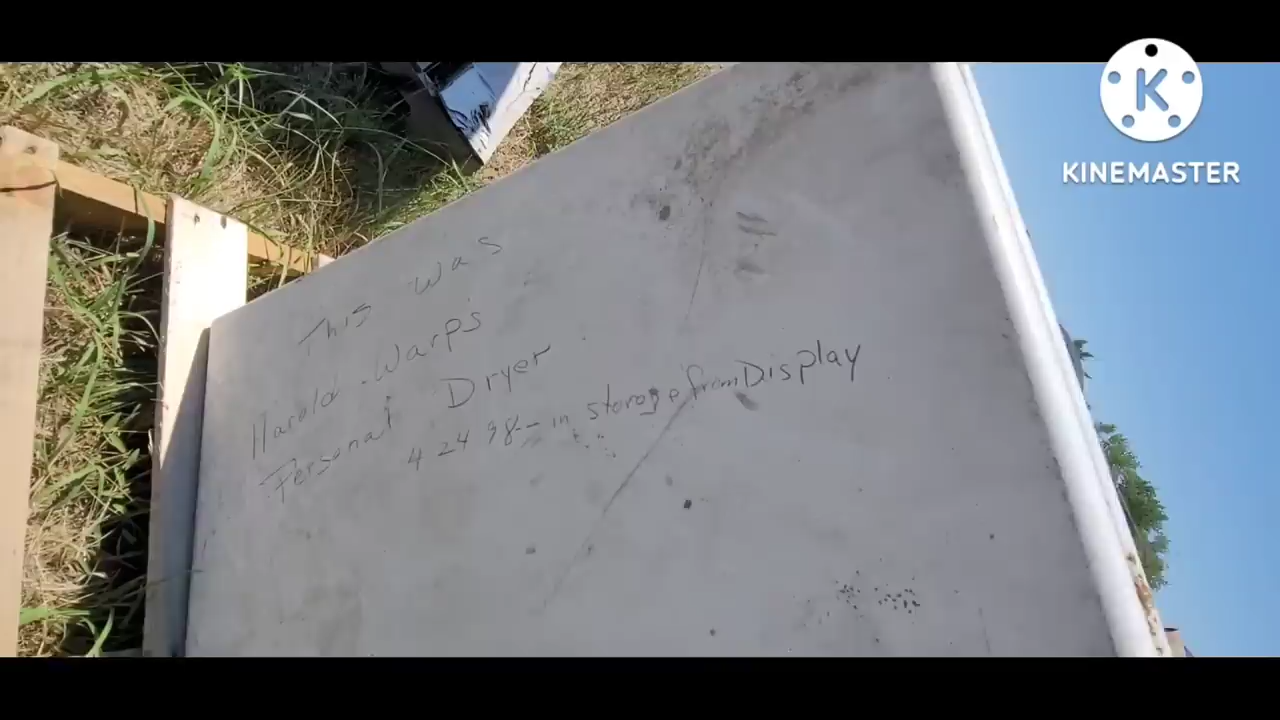 This was
Harold Warp's
Personal Dryer
4 24 98-- in storage from Display
K
KINEMASTER